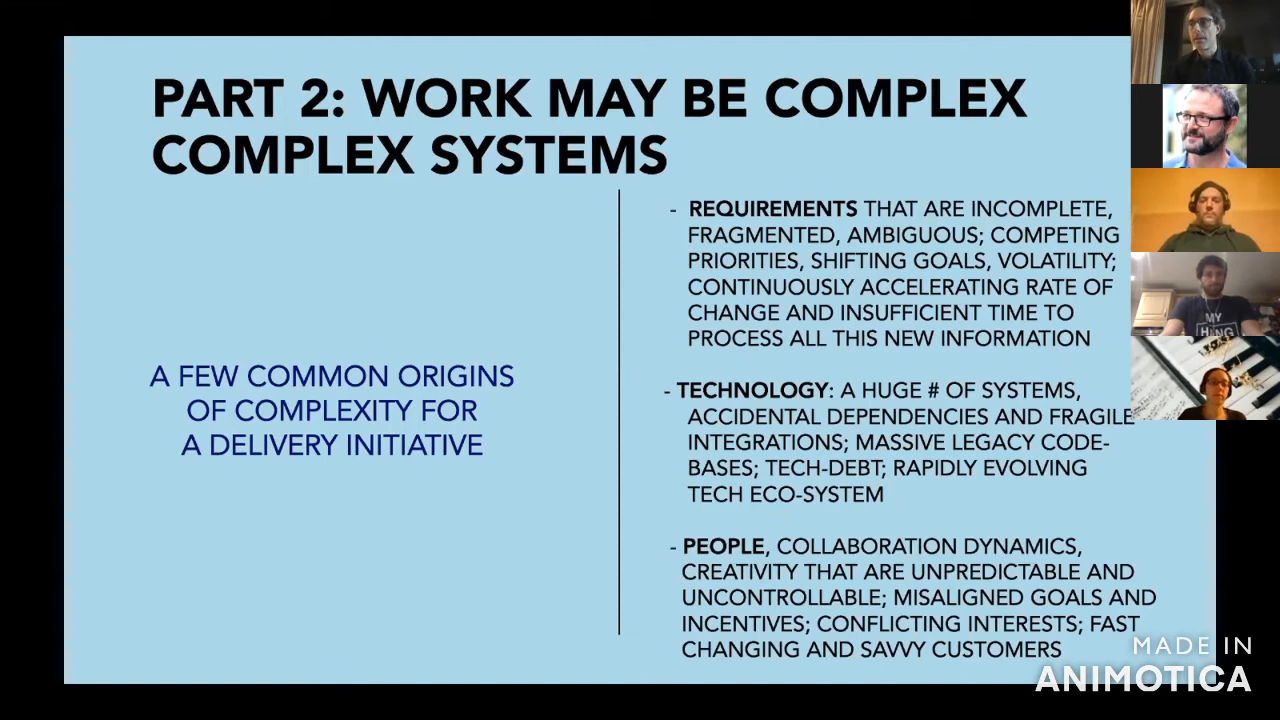 PART 2: WORK MAY BE COMPLEX
COMPLEX SYSTEMS
A FEW COMMON ORIGINS
OF COMPLEXITY FOR
A DELIVERY INITIATIVE
- REQUIREMENTS THAT ARE INCOMPLETE,
FRAGMENTED, AMBIGUOUS; COMPETING
PRIORITIES, SHIFTING GOALS, VOLATILITY;
CONTINUOUSLY ACCELERATING RATE OF
CHANGE AND INSUFFICIENT TIME TO
PROCESS ALL THIS NEW INFORMATION
- TECHNOLOGY: A HUGE # OF SYSTEMS,
ACCIDENTAL DEPENDENCIES AND FRAGILE
INTEGRATIONS; MASSIVE LEGACY CODE-
BASES; TECH-DEBT; RAPIDLY EVOLVING
TECH ECO-SYSTEM
- PEOPLE, COLLABORATION DYNAMICS,
CREATIVITY THAT ARE UNPREDICTABLE AND
UNCONTROLLABLE; MISALIGNED GOALS AND
INCENTIVES; CONFLICTING INTERESTS; FAST
CHANGING AND SAVVY CUSTOMERS
MY
MADE IN
ANIMOTICA